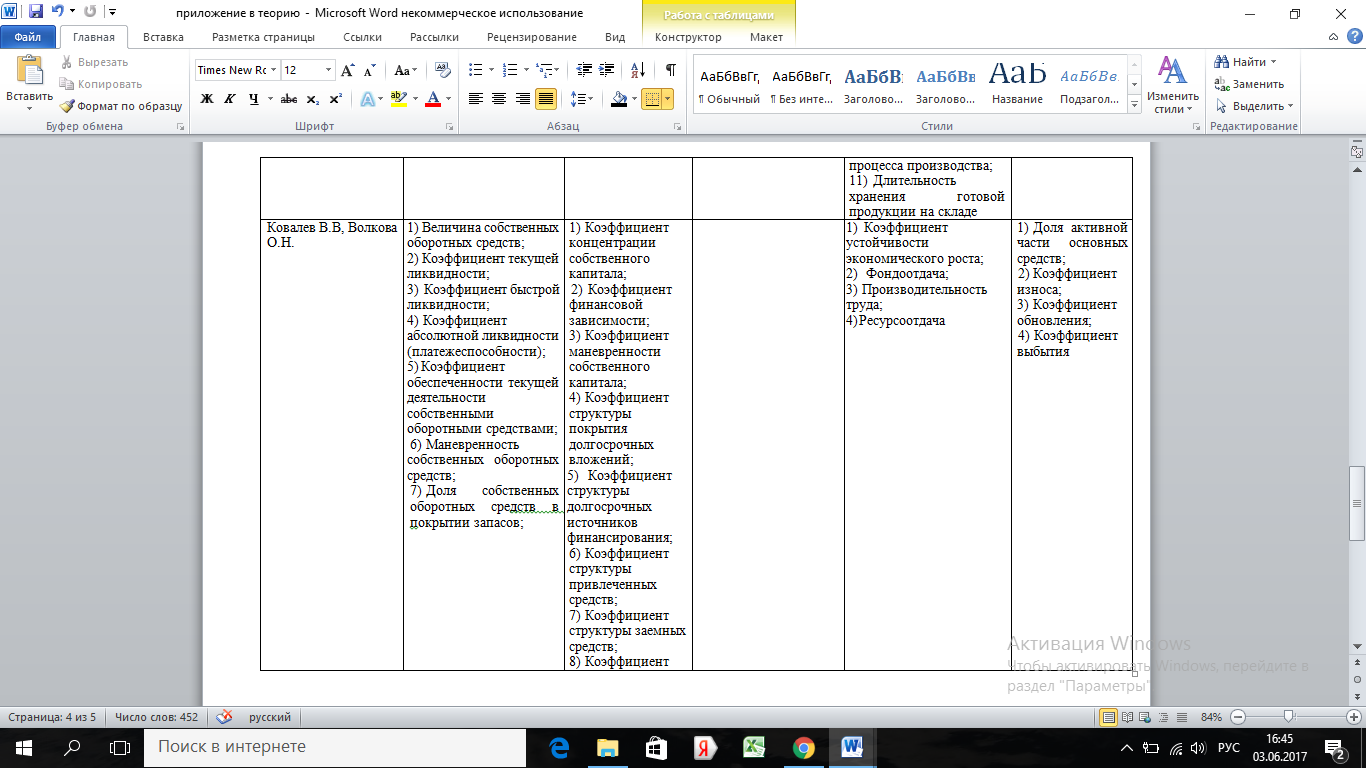 приложение в теорию - Microsoft Word некоммерческое использование
Работа с таблицами
Файл Главная Вставка Разметка страницы Ссылки Рассылки Рецензирование Вид Конструктор Макет
Вставить
Вырезать
Копировать
Формат по образцу
Буфер обмена
Times New Ro 12
Ж К Ч abc x₂ x²
Шрифт
Абзац
АаБбВвГг, АаБбВвГг, АаБбВ: АаБбВв АаБ АаБбВв.
¶ Обычный ¶ Без инте... Заголово... Заголово... Название Подзагол...
Стили
Изменить
стили
Найти
Заменить
Выделить
Редактирование
процесса производства;
11) Длительность
хранения готовой
продукции на складе
Ковалев В.В, Волкова
О.Н.
1) Величина собственных
оборотных средств;
2) Коэффициент текущей
ликвидности;
3) Коэффициент быстрой
ликвидности;
4) Коэффициент
абсолютной ликвидности
(платежеспособности);
5) Коэффициент
обеспеченности текущей
деятельности
собственными
оборотными средствами;
6) Маневренность
собственных оборотных
средств;
7) Доля собственных
оборотных средств в
покрытии запасов;
1) Коэффициент
концентрации
собственного
капитала;
2) Коэффициент
финансовой
зависимости;
3) Коэффициент
маневренности
собственного
капитала;
4) Коэффициент
структуры
покрытия
долгосрочных
вложений;
5) Коэффициент
структуры
долгосрочных
источников
финансирования;
6) Коэффициент
структуры
привлеченных
средств;
7) Коэффициент
структуры заемных
средств;
8) Коэффициент
1) Коэффициент
устойчивости
экономического роста;
2) Фондоотдача;
3) Производительность
труда;
4)Ресурсоотдача
1) Доля активной
части основных
средств;
2) Коэффициент
износа;
3) Коэффициент
обновления;
4) Коэффициент
выбытия
Активация Windows
Чтобы активировать Windows, перейдите в
раздел "Параметры"
Страница: 4 из 5 Число слов: 452 русский 84%
Поиск в интернете
РУС
16:45
03.06.2017
2